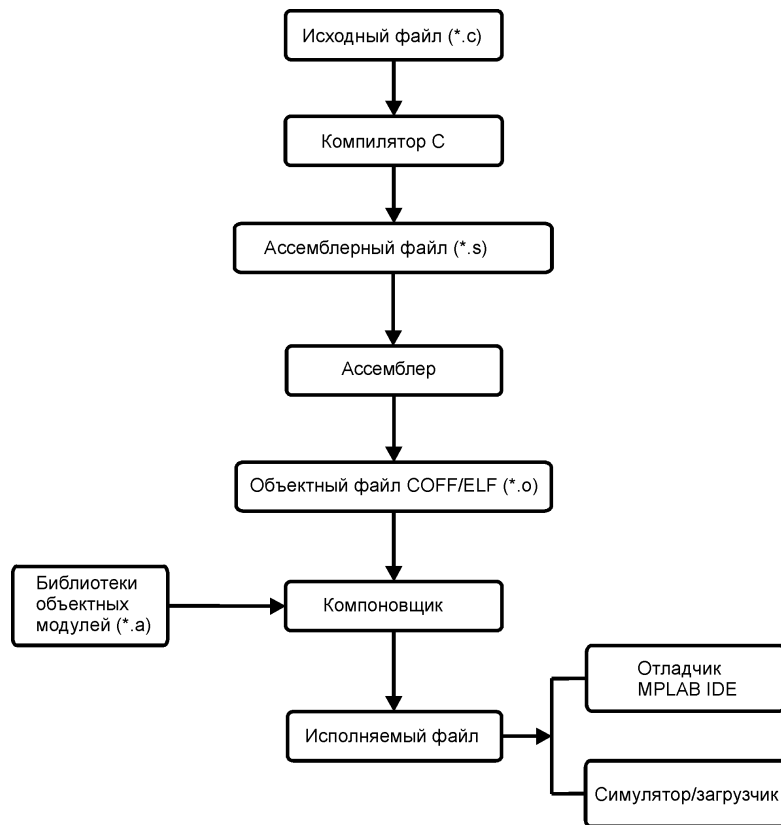 Исходный файл (*.c)
Компилятор С
Ассемблерный файл (*.s)
Ассемблер
Объектный файл COFF/ELF (*.o)
Библиотеки
объектных
модулей (*.a)
Компоновщик
Отладчик
MPLAB IDE
Исполняемый файл
Симулятор/загрузчик